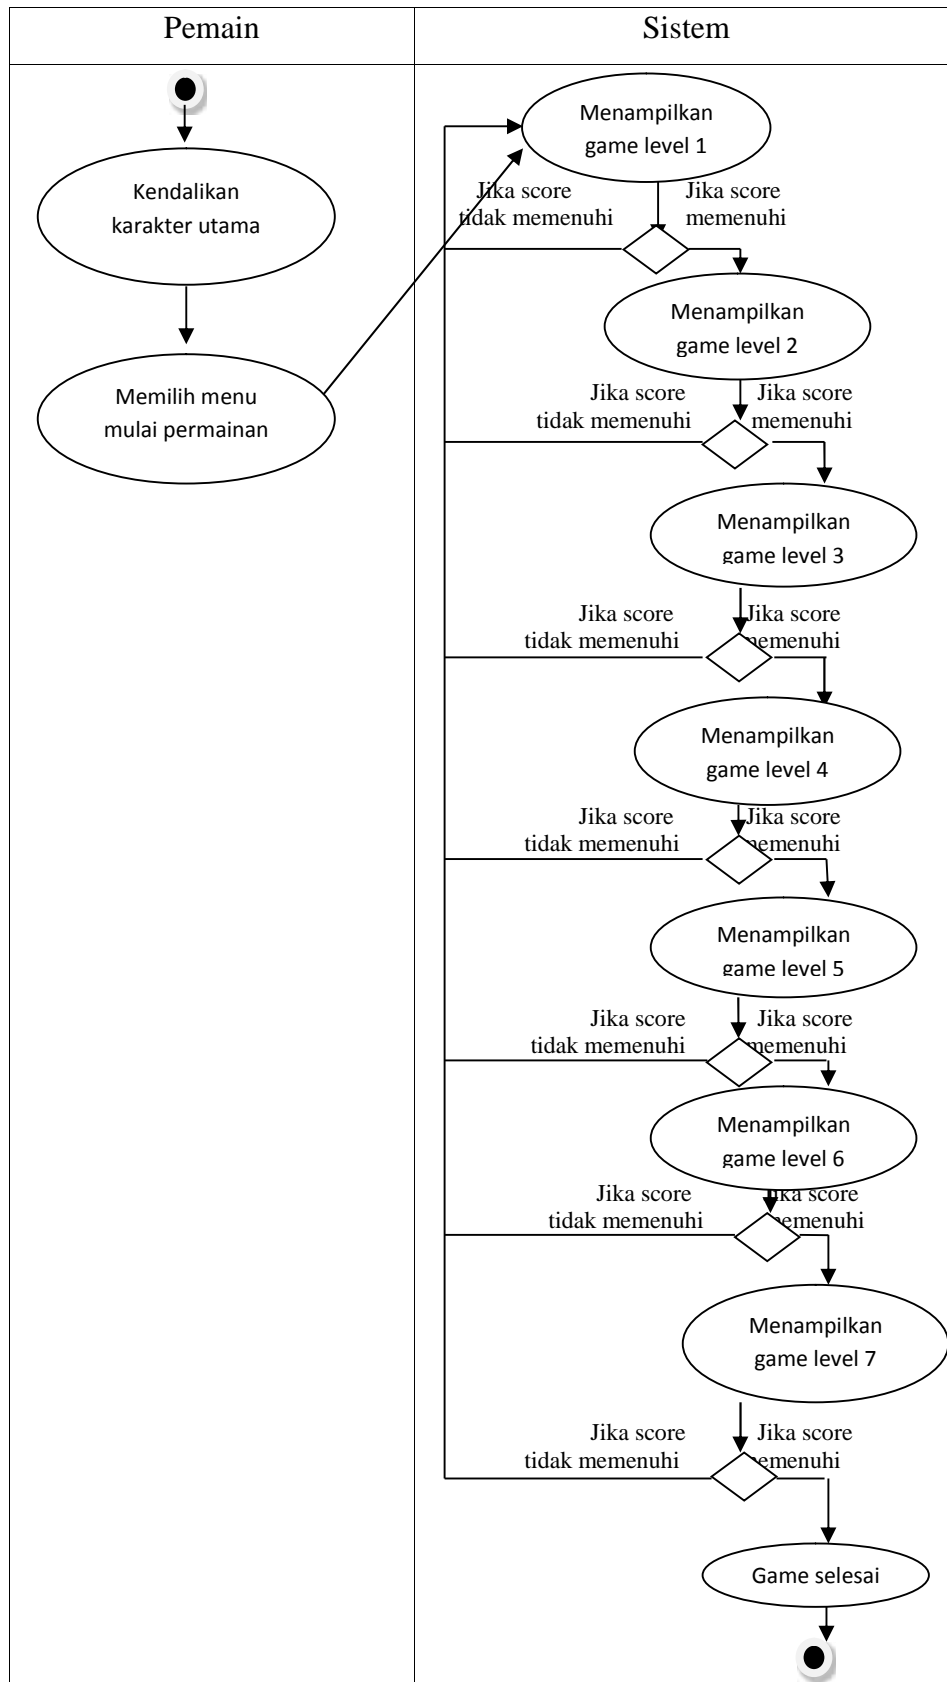 Pemain
Sistem
Kendalikan
karakter utama
Memilih menu
mulai permainan
Menampilkan
game level 1
Jika score
tidak memenuhi
Jika score
memenuhi
Menampilkan
game level 2
Jika score
tidak memenuhi
Jika score
memenuhi
Menampilkan
game level 3
Jika score
tidak memenuhi
Jika score
memenuhi
Menampilkan
game level 4
Jika score
tidak memenuhi
Jika score
memenuhi
Menampilkan
game level 5
Jika score
tidak memenuhi
Jika score
memenuhi
Menampilkan
game level 6
Jika score
tidak memenuhi
Jika score
memenuhi
Menampilkan
game level 7
Jika score
tidak memenuhi
Jika score
memenuhi
Game selesai